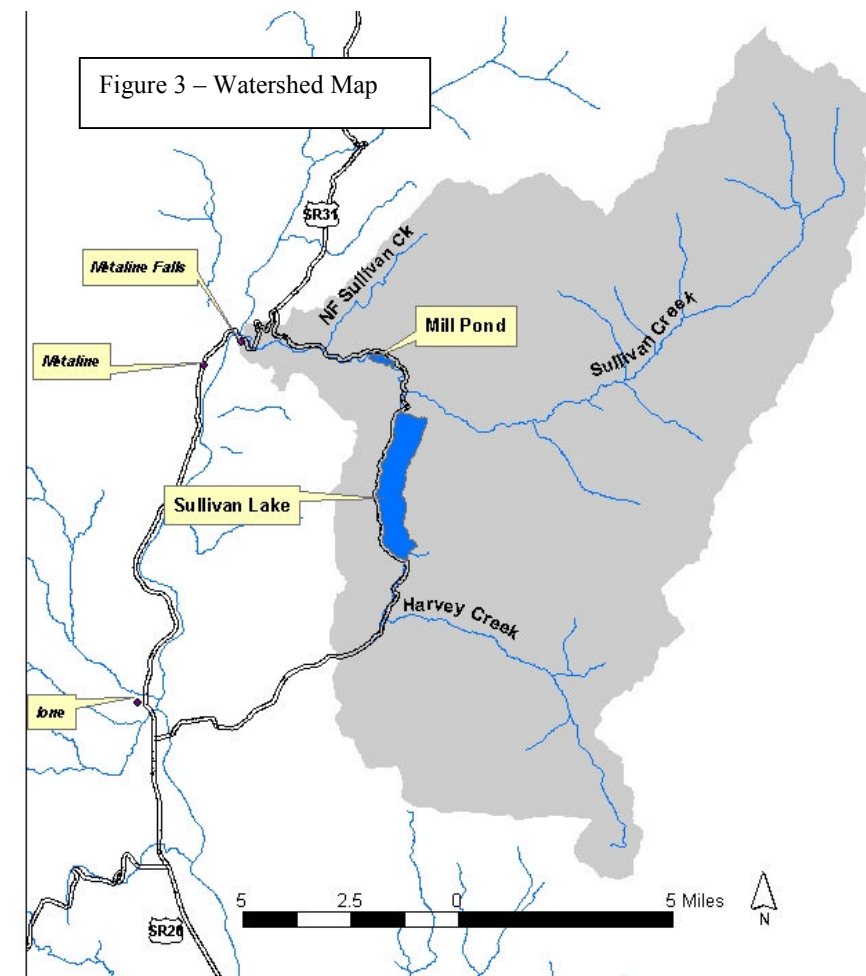 Figure 3 – Watershed Map
SR31
NF Sullivan Ck
Metaline Falls
Mill Pond
Sullivan Creek
Metaline
Sullivan Lake
Harvey Creek
Ione
5 2.5 0 5 Miles
N
SR20